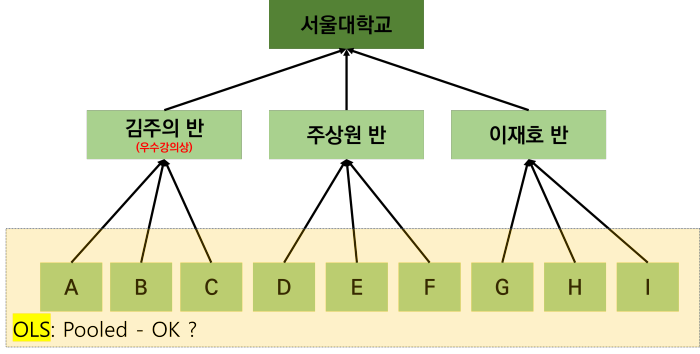 서울대학교
김주의 반
(우수강의상)
주상원 반
이재호 반
A B C D E F G H I
OLS: Pooled - OK ?